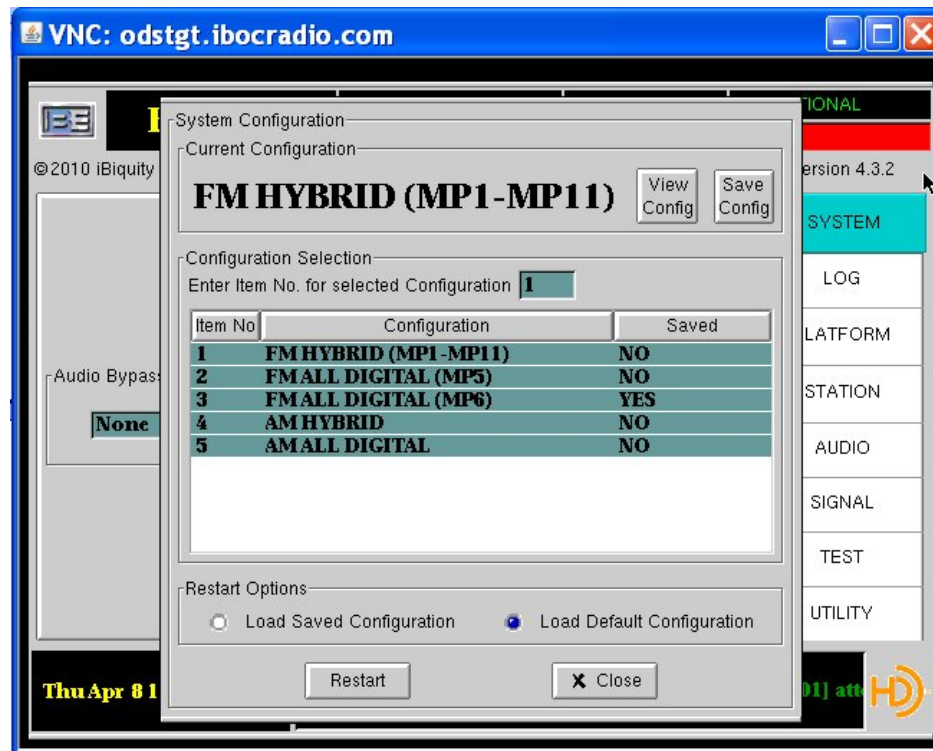 VNC: odstgt.ibocradio.com
IBE
TIONAL
©2010 iBiquity
ersion 4.3.2
System Configuration
Current Configuration
FM HYBRID (MP1-MP11)
View Config
Save Config
Configuration Selection
Enter Item No. for selected Configuration 1
Item No Configuration Saved
1 FM HYBRID (MP1-MP11) NO
2 FM ALL DIGITAL (MP5) NO
3 FM ALL DIGITAL (MP6) YES
4 AM HYBRID NO
5 AM ALL DIGITAL NO
Restart Options
Load Saved Configuration
Load Default Configuration
Restart
X Close
Audio Bypass
None
SYSTEM
LOG
LATFORM
STATION
AUDIO
SIGNAL
TEST
UTILITY
Thu Apr 8 1
01] att
HD